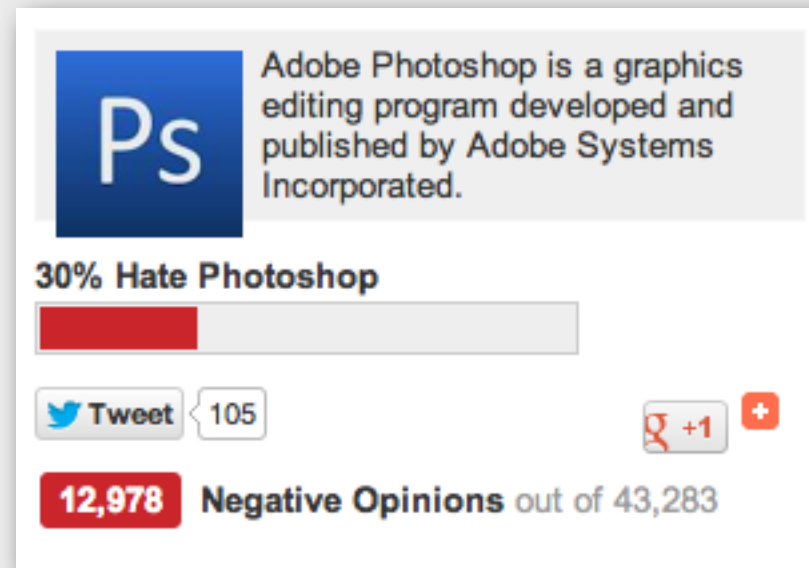 Ps
Adobe Photoshop is a graphics
editing program developed and
published by Adobe Systems
Incorporated.
30% Hate Photoshop
Tweet 105
g +1 +
12,978 Negative Opinions out of 43,283